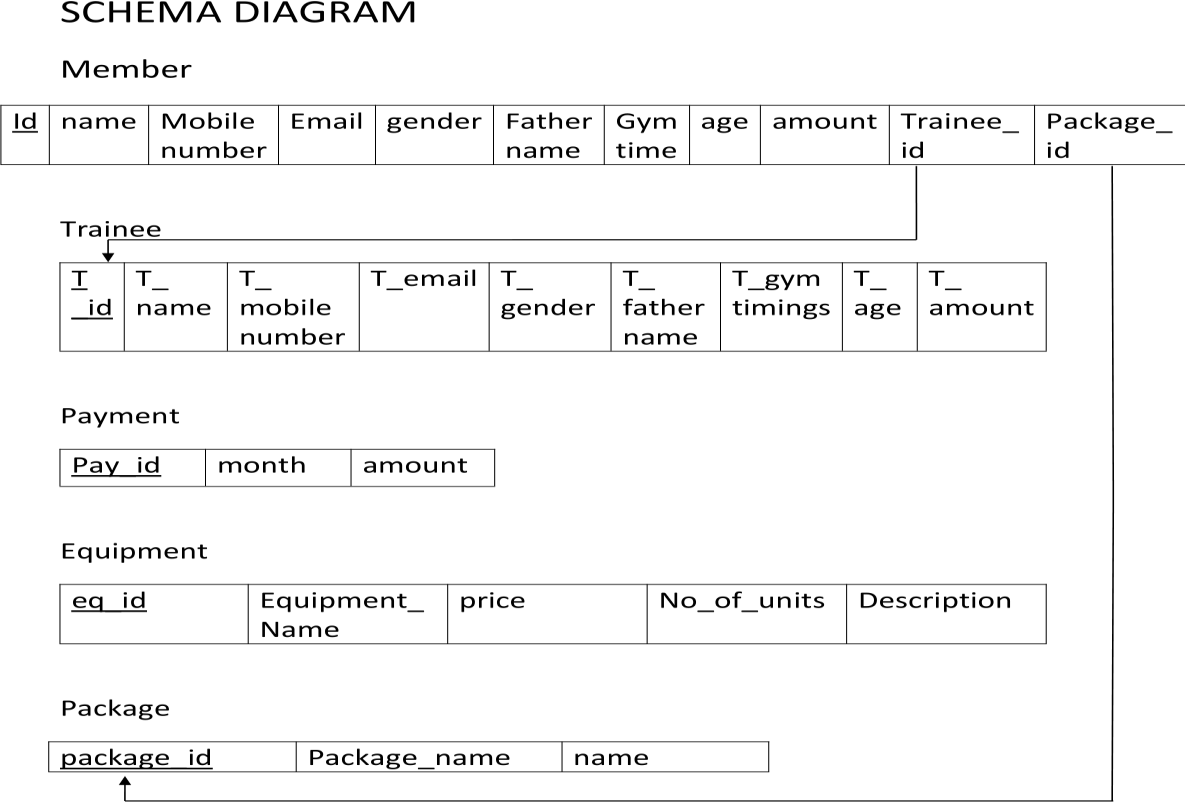 SCHEMA DIAGRAM
Member
Id name Mobile Email gender Father Gym age amount Trainee_ Package_
number name time id id
Trainee
T T_ T_ T_email T_ T_ T_gym T_ T_
_id name mobile gender father timings age amount
number name
Payment
Pay_id month amount
Equipment
eq_id Equipment_ price No_of_units Description
Name
Package
package_id Package_name name